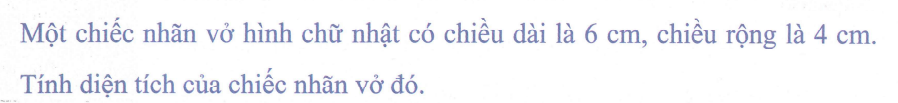 Một chiếc nhãn vở hình chữ nhật có chiều dài là 6 cm, chiều rộng là 4 cm.
Tính diện tích của chiếc nhãn vở đó.